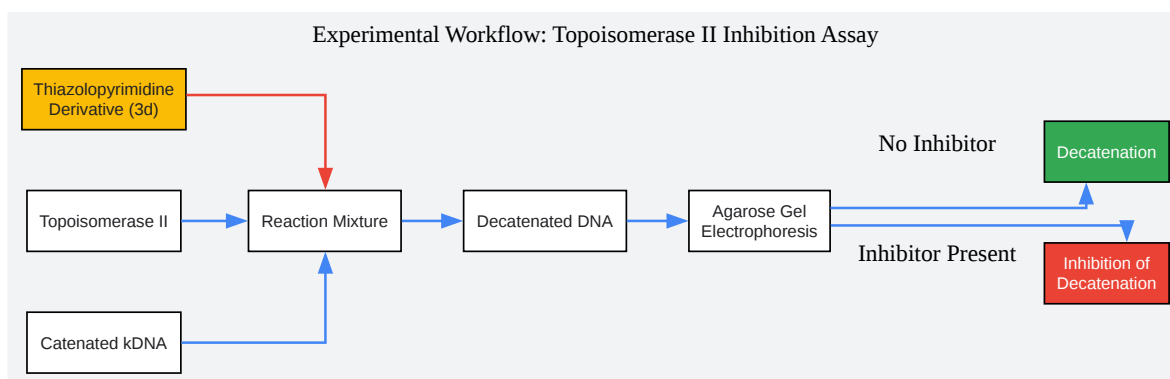 Experimental Workflow: Topoisomerase II Inhibition Assay
Thiazolopyrimidine
Derivative (3d)
No Inhibitor
Decatenation
Topoisomerase II
Reaction Mixture
Decatenated DNA
Agarose Gel
Electrophoresis
Inhibitor Present
Inhibition of
Decatenation
Catenated kDNA